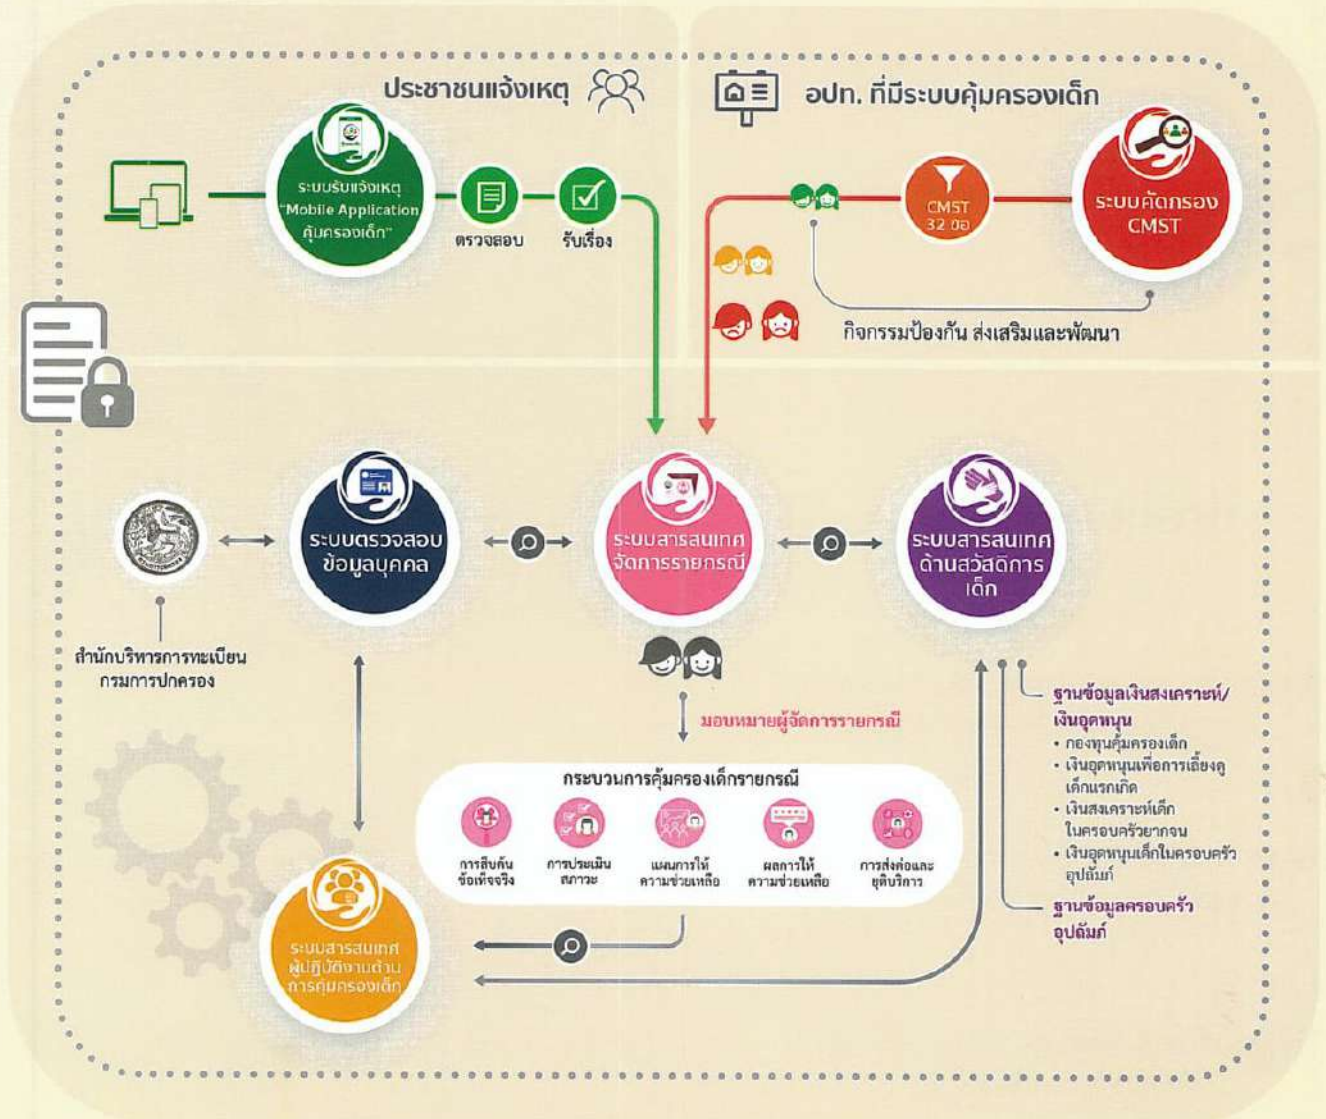 ประชาชนแจ้งเหตุ
อปท. ที่มีระบบคุ้มครองเด็ก
ระบบรับแจ้งเหตุ
"Mobile Application
คุ้มครองเด็ก"
ตรวจสอบ
รับเรื่อง
CMST
32 ข้อ
ระบบคัดกรอง
CMST
กิจกรรมป้องกัน ส่งเสริมและพัฒนา
ระบบตรวจสอบ
ข้อมูลบุคคล
ระบบสารสนเทศ
จัดการรายกรณี
ระบบสารสนเทศ
ด้านสวัสดิการ
เด็ก
สำนักบริหารการทะเบียน
กรมการปกครอง
มอบหมายผู้จัดการรายกรณี
ฐานข้อมูลเงินสงเคราะห์/
เงินอุดหนุน
• กองทุนคุ้มครองเด็ก
• เงินอุดหนุนเพื่อการเลี้ยงดู
เด็กแรกเกิด
• เงินสงเคราะห์เด็ก
ในครอบครัวยากจน
• เงินอุดหนุนเด็กในครอบครัว
อุปถัมภ์
ฐานข้อมูลครอบครัว
อุปถัมภ์
กระบวนการคุ้มครองเด็กรายกรณี
การสืบค้น
ข้อเท็จจริง
การประเมิน
สภาวะ
แผนการให้
ความช่วยเหลือ
ผลการให้
ความช่วยเหลือ
การส่งต่อและ
ยุติบริการ
ระบบสารสนเทศ
ผู้ปฏิบัติงานด้าน
การคุ้มครองเด็ก